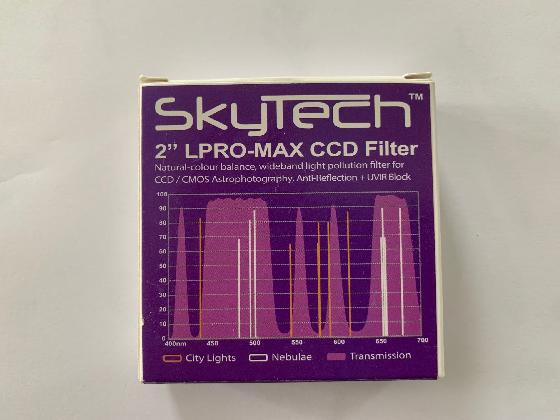 SkyTech™
2” LPRO-MAX CCD Filter
Natural-colour balance, wideband light pollution filter for
CCD / CMOS Astrophotography. Anti-Reflection + UVIR Block
100
90
80
70
60
50
40
30
20
10
0
400nm 450 500 550 600 650 700
City Lights Nebulae Transmission